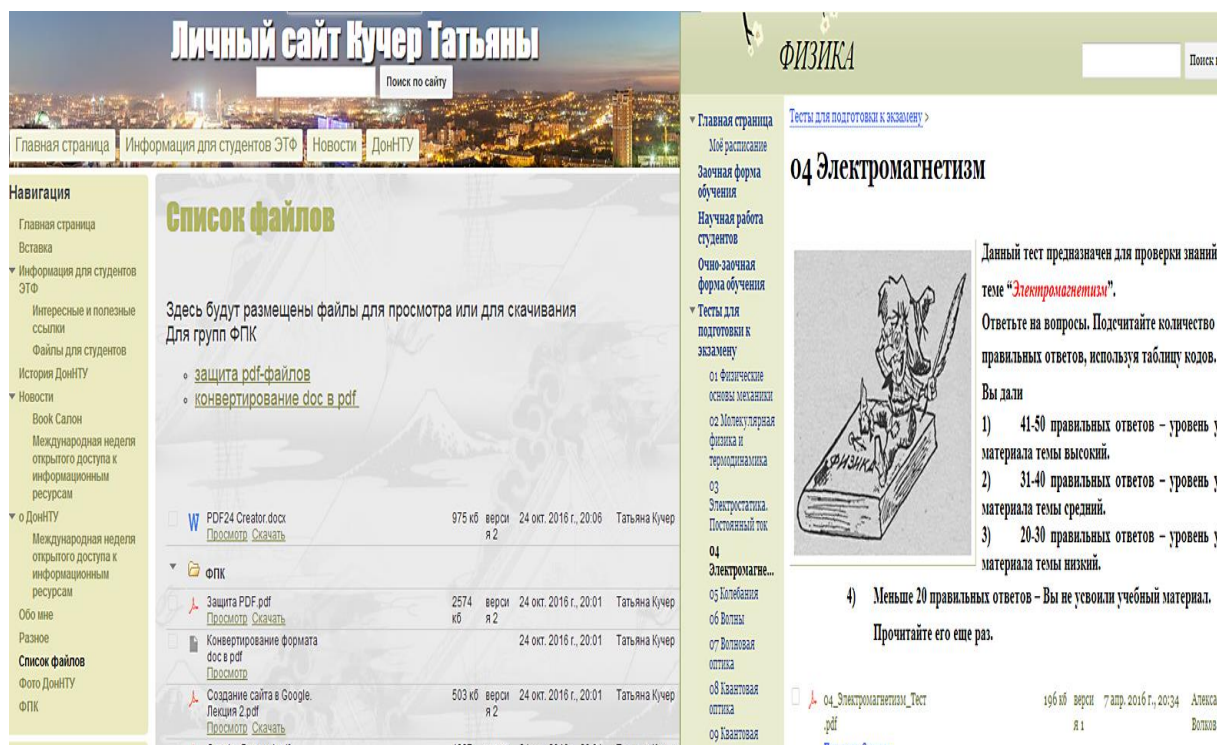 Личный сайт Кучер Татьяны
Поиск по сайту
Главная страница
Информация для студентов ЭТФ
Новости
ДонНТУ
Навигация
Главная страница
Вставка
Информация для студентов
ЭТФ
Интересные и полезные
ссылки
Файлы для студентов
История ДонНТУ
Новости
Book Салон
Международная неделя
открытого доступа к
информационным
ресурсам
о ДонНТУ
Международная неделя
открытого доступа к
информационным
ресурсам
Обо мне
Разное
Список файлов
Фото ДонНТУ
ФПК
Список файлов
Здесь будут размещены файлы для просмотра или для скачивания
Для групп ФПК
защита pdf-файлов
конвертирование doc в pdf
PDF24 Creator.docx 975 кб верси 24 окт. 2016 г., 20:06 Татьяна Кучер
Просмотр Скачать я 2
ФПК
Защита PDF.pdf 2574 верси 24 окт. 2016 г., 20:01 Татьяна Кучер
Просмотр Скачать кб я 2
Конвертирование формата 24 окт. 2016 г., 20:01 Татьяна Кучер
doc в pdf
Просмотр
Создание сайта в Google. 503 кб верси 24 окт. 2016 г., 20:01 Татьяна Кучер
Лекция 2.pdf я 2
Просмотр Скачать
ФИЗИКА
Поиск
Главная страница
Моё расписание
Заочная форма
обучения
Научная работа
студентов
Очно-заочная
форма обучения
Тесты для
подготовки к
экзамену
01 Физические
основы механики
02 Молекулярная
физика и
термодинамика
03
Электростатика.
Постоянный ток
04
Электромагне...
05 Колебания
06 Волны
07 Волновая
оптика
08 Квантовая
оптика
09 Квантовая
Тесты для подготовки к экзамену >
04 Электромагнетизм
ФИЗИКА
Данный тест предназначен для проверки знаний
теме “Электромагнетизм”.
Ответьте на вопросы. Подсчитайте количество
правильных ответов, используя таблицу кодов.
Вы дали
1) 41-50 правильных ответов – уровень
материала темы высокий.
2) 31-40 правильных ответов – уровень
материала темы средний.
3) 20-30 правильных ответов – уровень
материала темы низкий.
4) Меньше 20 правильных ответов – Вы не усвоили учебный материал.
Прочитайте его еще раз.
04_Электромагнетизм_Тест 196 кб верси 7 апр. 2016 г., 20:34 Алекса
.pdf я 1 Волков